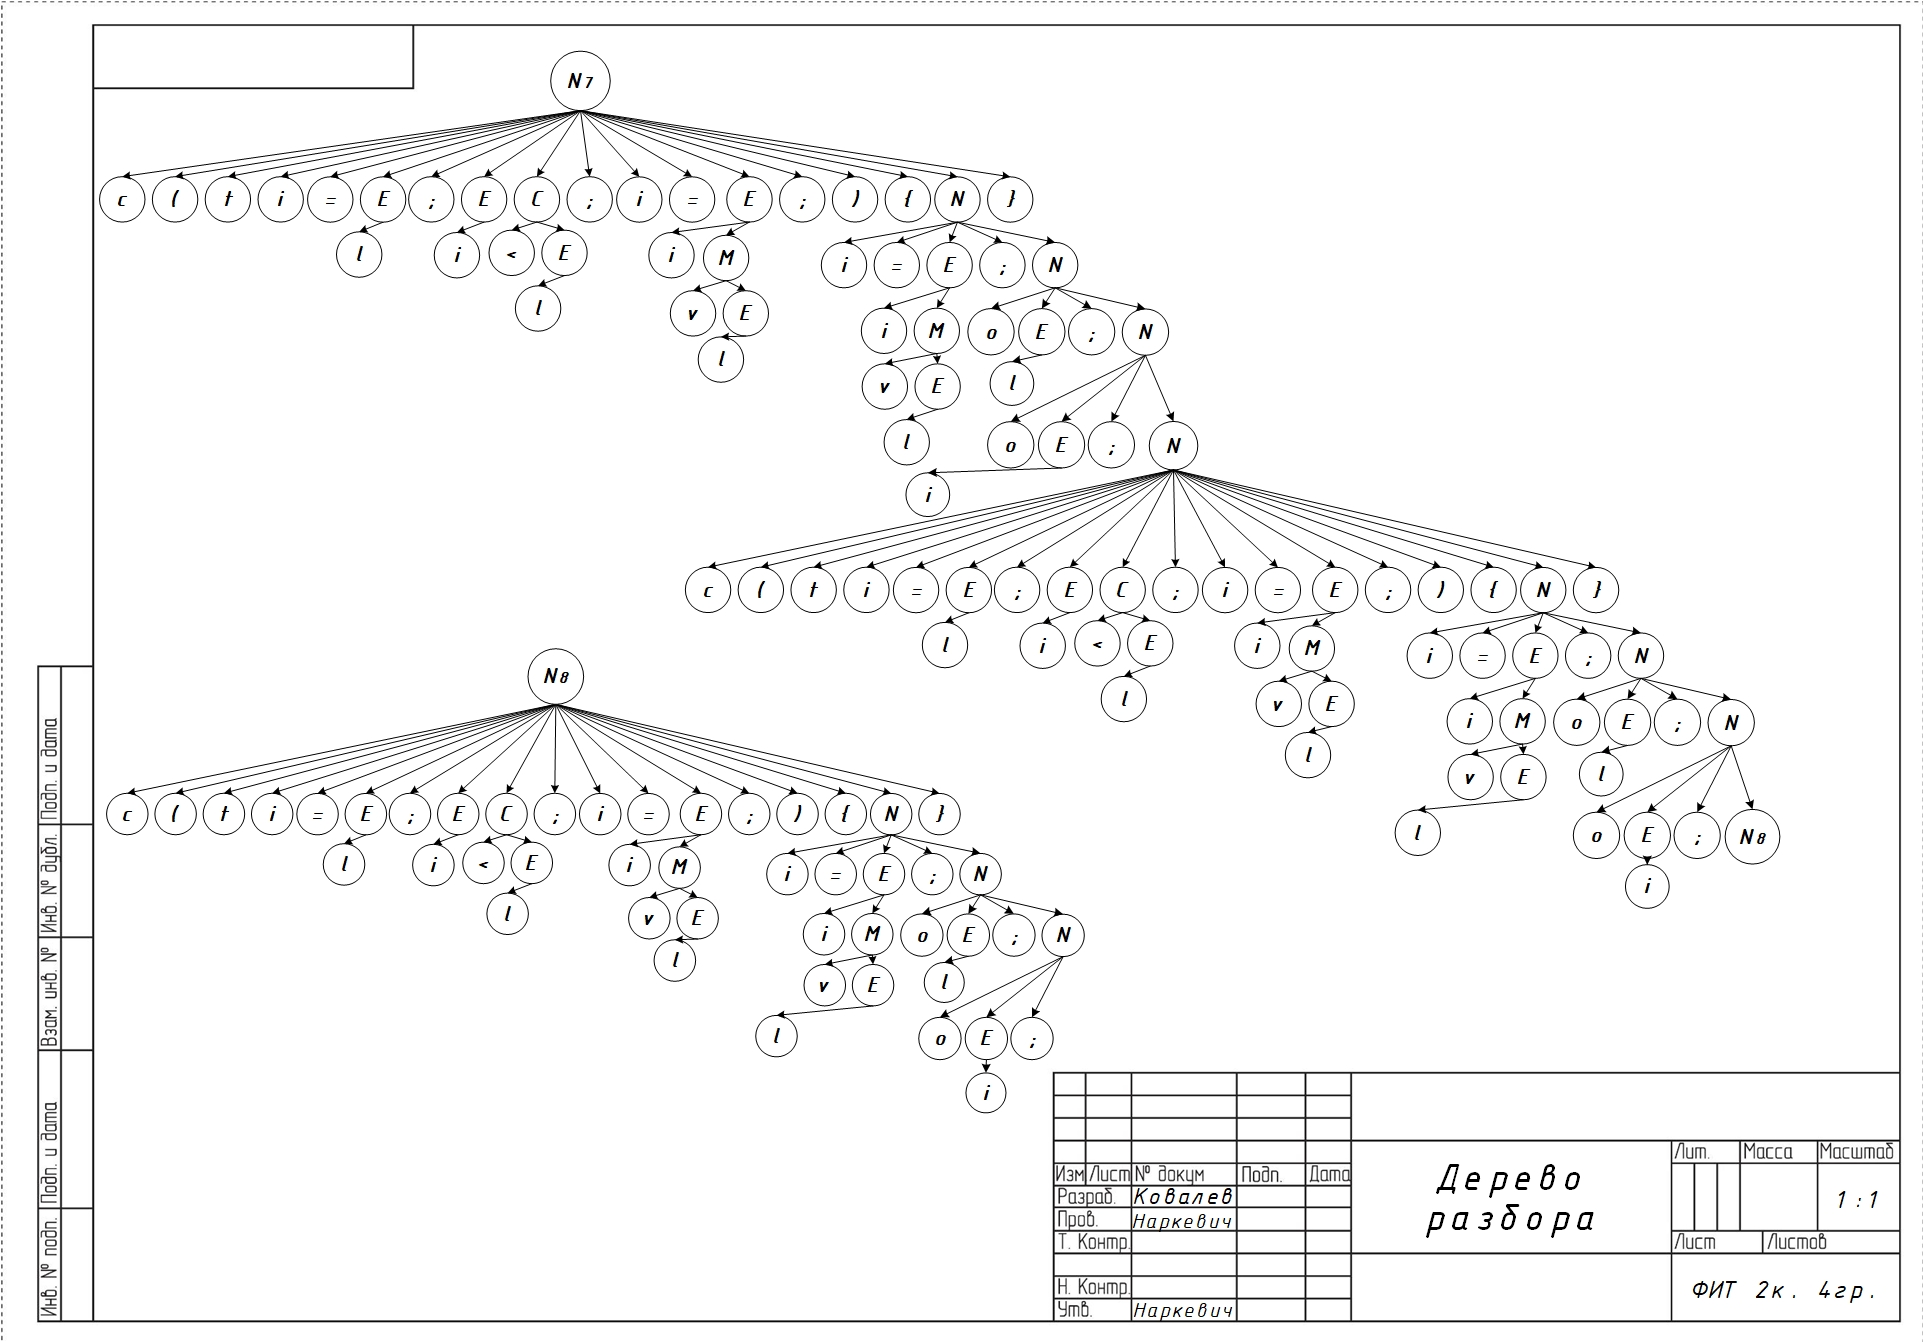 N7
c ( t i = E ; E C ; i = E ; ) { N }
l i < E i M i = E ; N
l v E i M o E ; N
l v E l
l o E ; N
i
c ( t i = E ; E C ; i = E ; ) { N }
l i < E i M i = E ; N
l v E i M o E ; N
l v E l
l o E ; N8
i
N8
c ( t i = E ; E C ; i = E ; ) { N }
l i < E i M i = E ; N
l v E i M o E ; N
l v E l
l o E ;
i
Подп. и дата
Инв. № дубл.
Взам. инв. №
Подп. и дата
Инв. № подп.
Изм Лист № докум Подп. Дата
Разраб. Ковалев
Пров. Наркевич
Т. Контр.
Н. Контр.
Утв. Наркевич
Дерево
разбора
Лит. Масса Масштаб
1:1
Лист Листов
ФИТ 2к. 4гр.